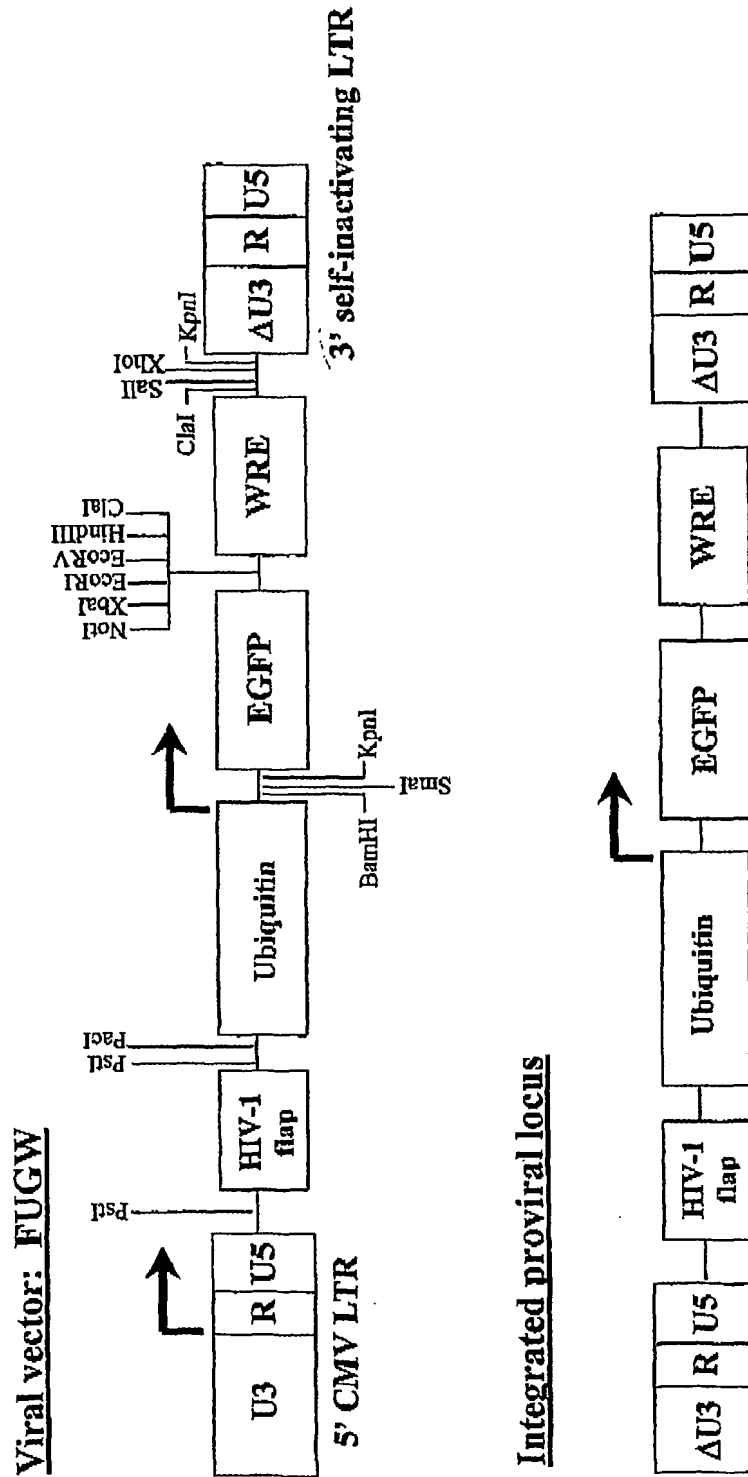 Viral vector: FUGW
U3
R
U5
5' CMV LTR
PstI
HIV-1
flap
PstI
PacI
Ubiquitin
BamHI
SmaI
KpnI
EGFP
NotI
XbaI
EcoRI
EcoRV
HindIII
ClaI
WRE
ClaI
SalI
XhoI
KpnI
ΔU3
R
U5
3' self-inactivating LTR
Integrated proviral locus
ΔU3
R
U5
HIV-1
flap
Ubiquitin
EGFP
WRE
ΔU3
R
U5